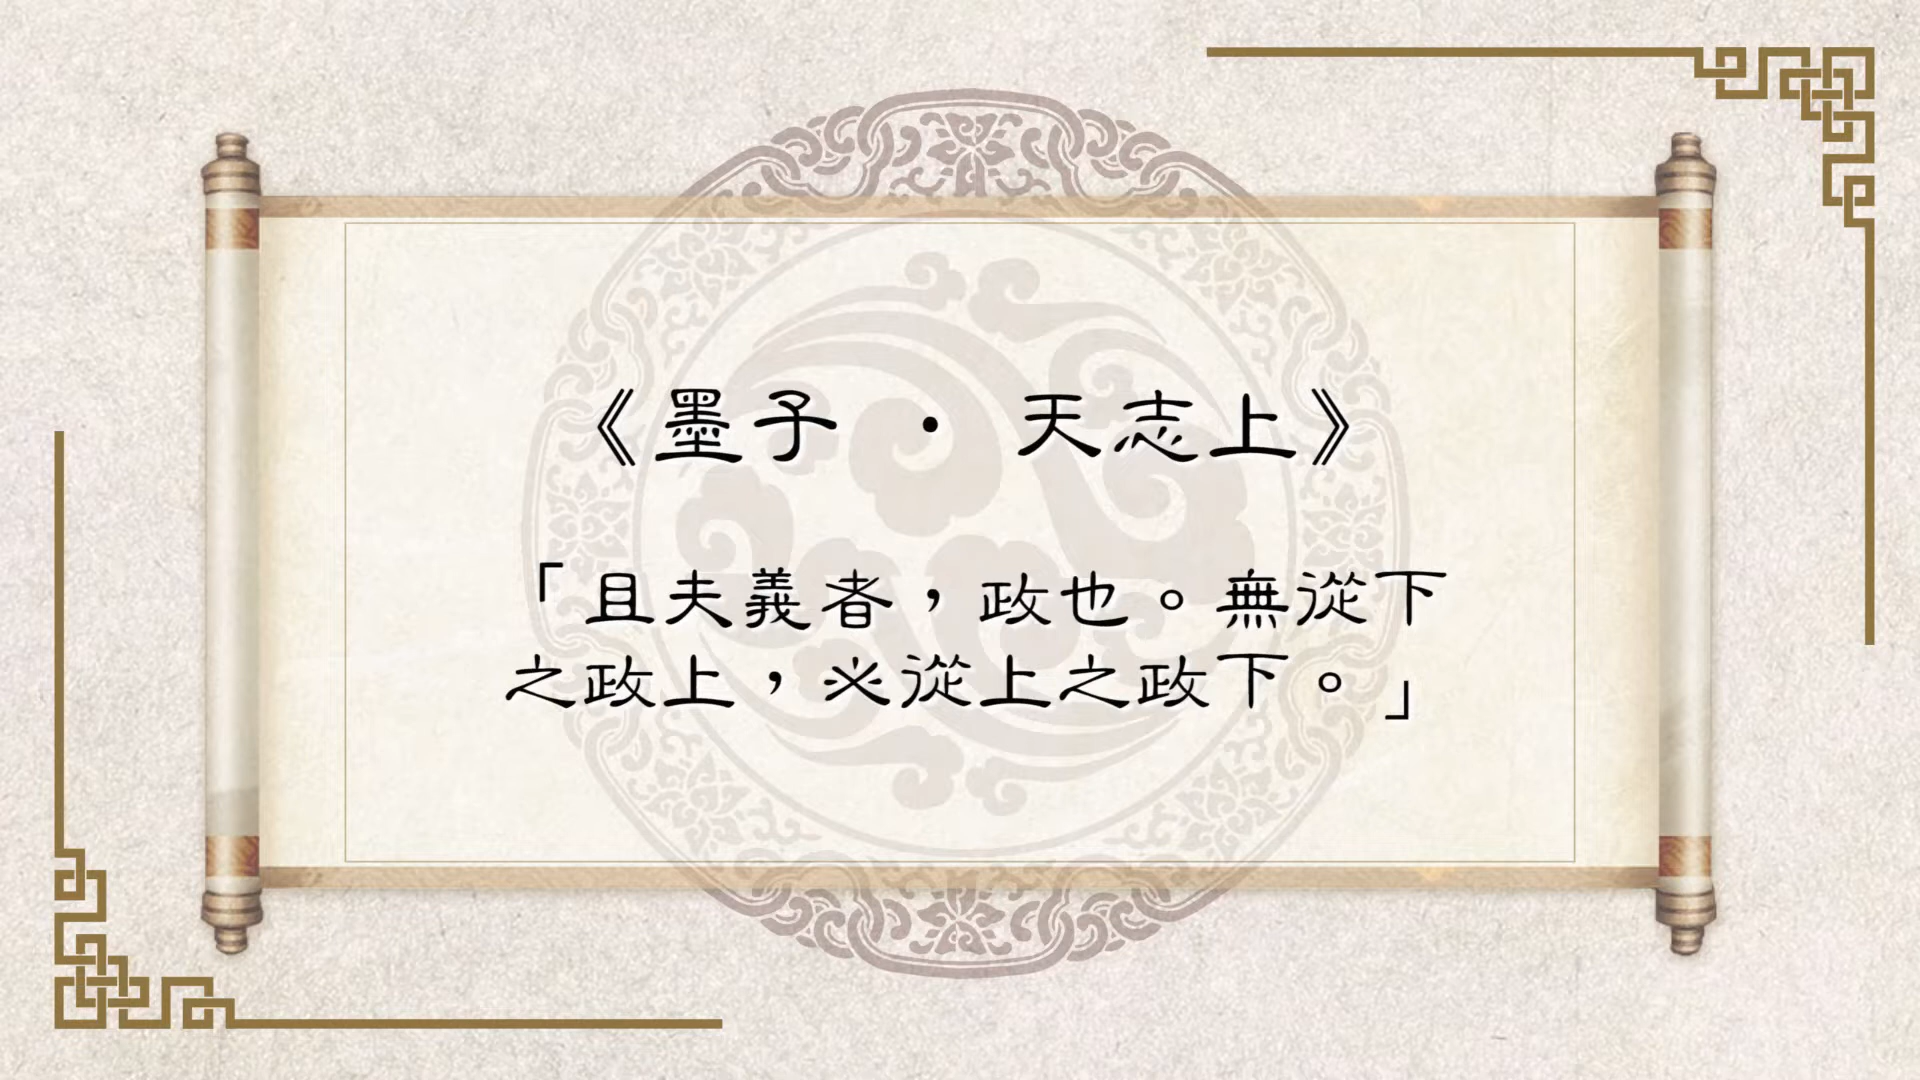 《墨子 · 天志上》
「且夫義者，政也。無從下
之政上，必從上之政下。」